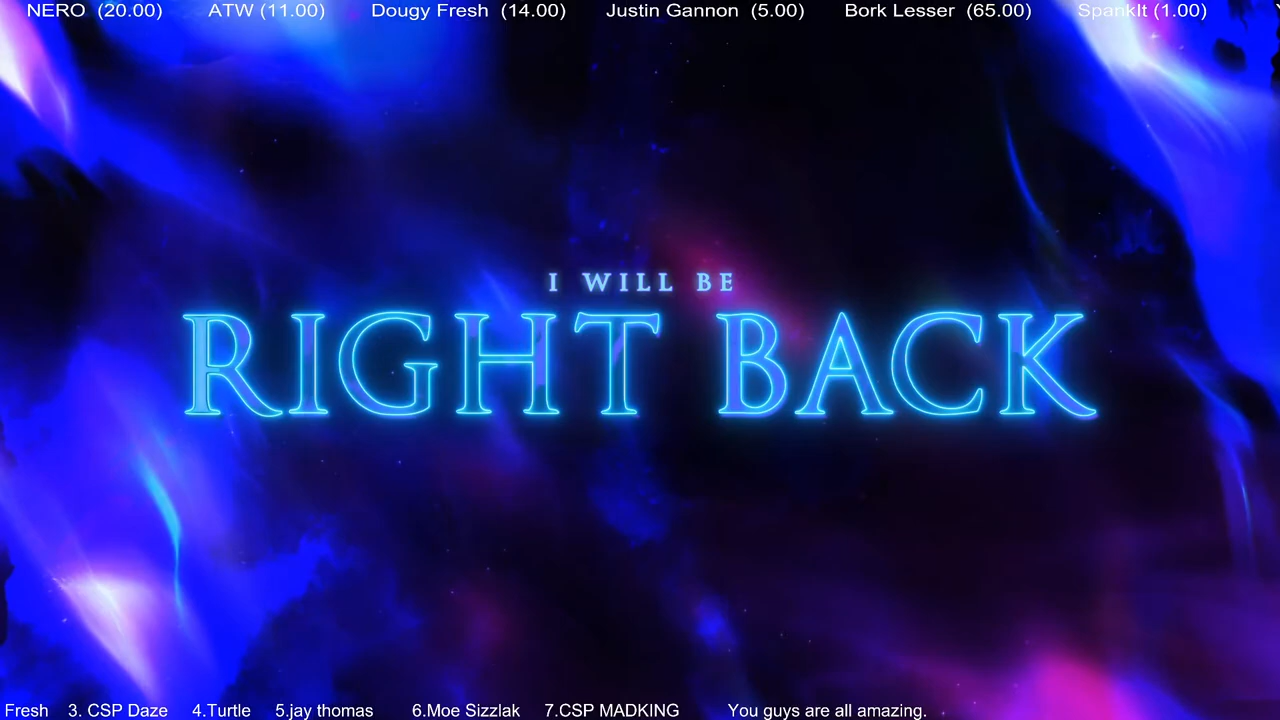 NERO (20.00) ATW (11.00) Dougy Fresh (14.00) Justin Gannon (5.00) Bork Lesser (65.00) SpankIt (1.00)
I WILL BE
RIGHT BACK
Fresh 3. CSP Daze 4.Turtle 5.jay thomas 6.Moe Sizzlak 7.CSP MADKING You guys are all amazing.